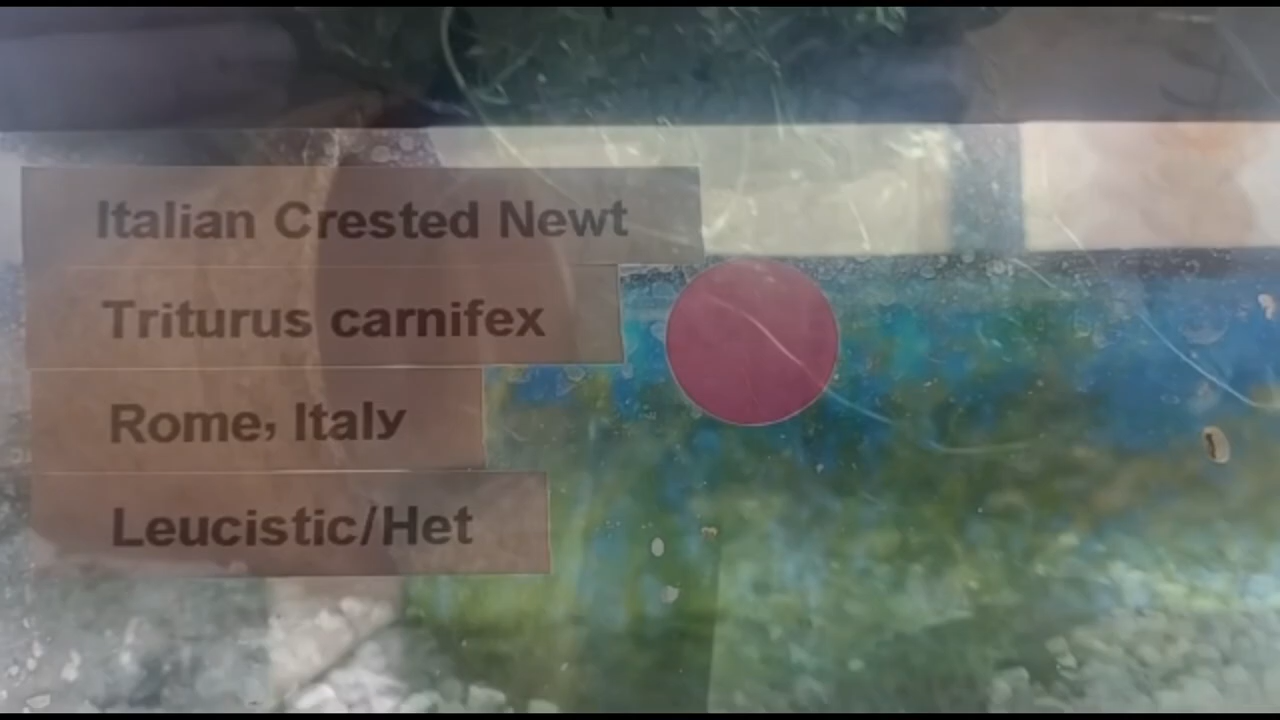 Italian Crested Newt
Triturus carnifex
Rome, Italy
Leucistic/Het